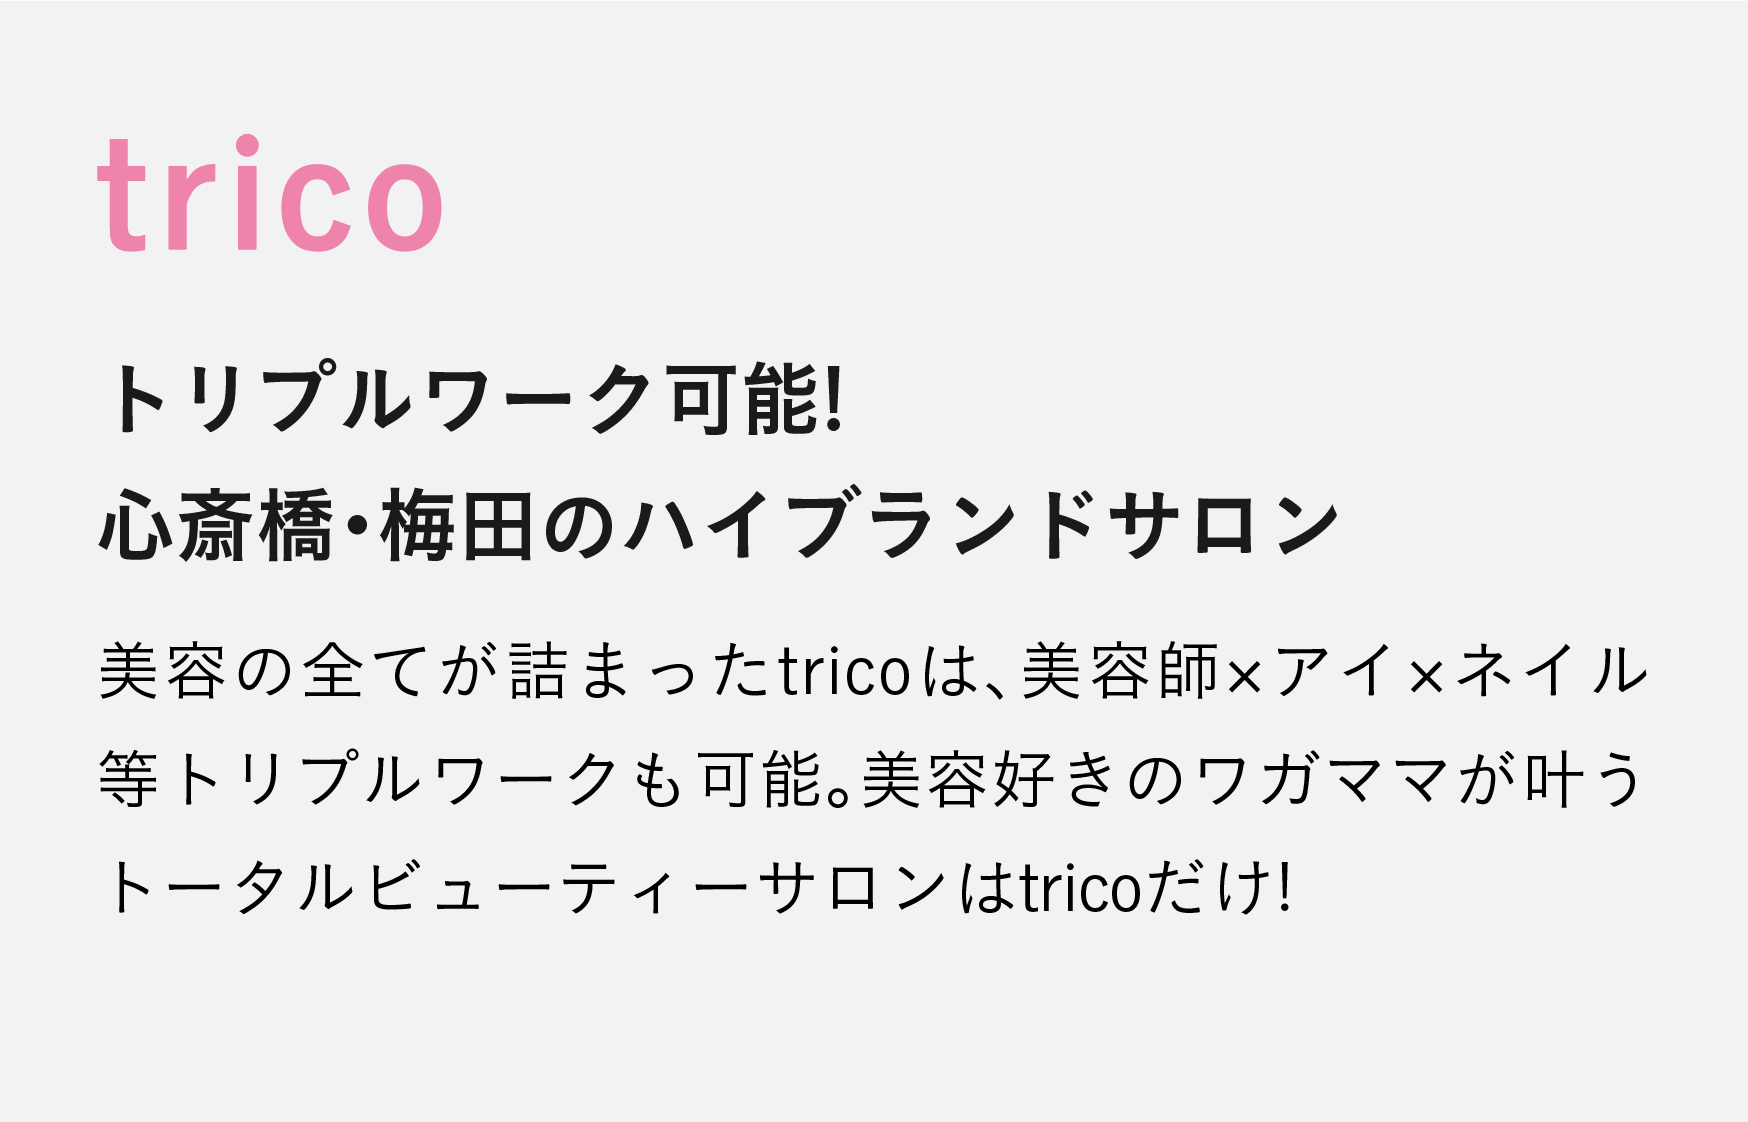 trico
トリプルワーク可能!
心斎橋・梅田のハイブランドサロン
美容の全てが詰まったtricoは、美容師×アイ×ネイル
等トリプルワークも可能。美容好きのワガママが叶う
トータルビューティーサロンはtricoだけ!